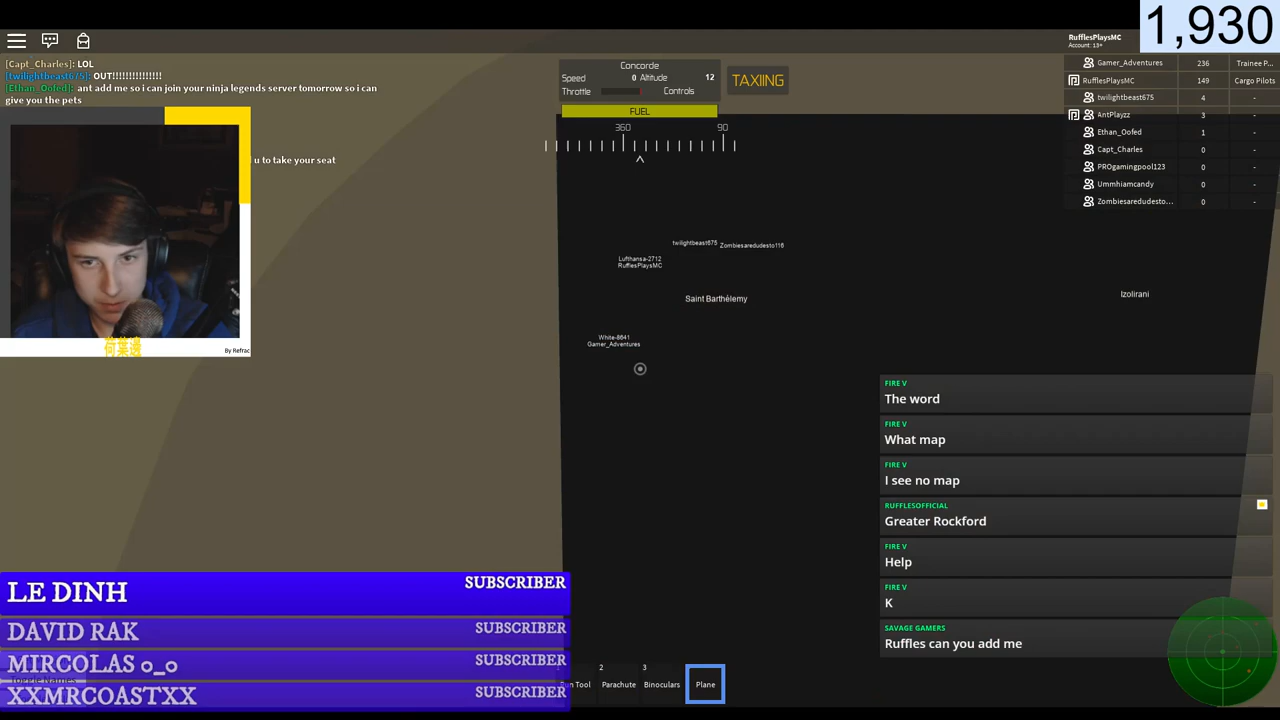 1,930
RufflesPlaysMC
Account: 13+
Gamer_Adventures 236 Trainee P...
RufflesPlaysMC 149 Cargo Pilots
twilightbeast675 4 -
AntPlayzz 3 -
Ethan_Oofed 1 -
Capt_Charles 0 -
PROgamingpool123 0 -
Ummhiamcandy 0 -
Zombiesaredudesto... 0 -
[Capt_Charles]: LOL
[twilightbeast675]: OUT!!!!!!!!!!!!!!!
[Ethan_Oofed]: ant add me so i can join your ninja legends server tomorrow so i can
give you the pets
u to take your seat
荷葉邊
By Refrac
Concorde
Speed 0 Altitude 12
Throttle Controls
TAXIING
FUEL
360 90
twilightbeast675 Zombiesaredudesto116
Lufthansa-2712
RufflesPlaysMC
Saint Barthélemy
Izolirani
White-8641
Gamer_Adventures
FIRE V
The word
FIRE V
What map
FIRE V
I see no map
RUFFLESOFFICIAL
Greater Rockford
FIRE V
Help
FIRE V
K
SAVAGE GAMERS
Ruffles can you add me
LE DINH SUBSCRIBER
DAVID RAK SUBSCRIBER
MIRCOLAS o_o SUBSCRIBER
Toggle Names
XXMRCOASTXX SUBSCRIBER
2 3
Tool Parachute Binoculars Plane